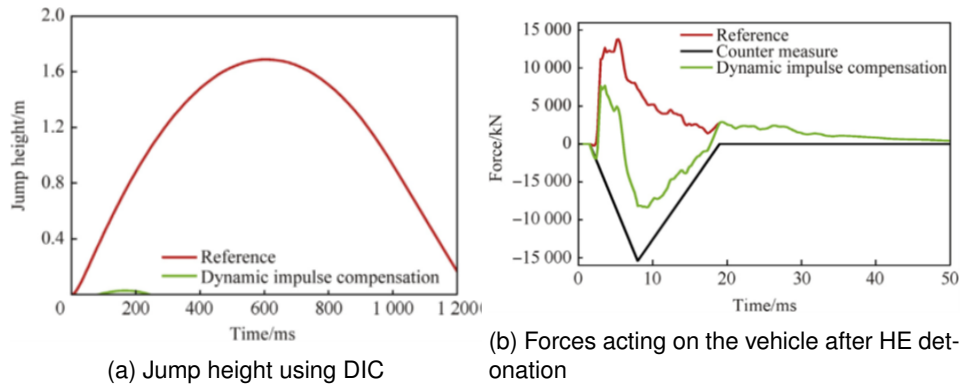 2.0
1.6
1.2
0.8
0.4
Jump height/m
Reference
Dynamic impulse compensation
200 400 600 800 1 000 1 200
Time/ms
(a) Jump height using DIC
15 000
10 000
5 000
0
−5 000
−10 000
−15 000
Force/kN
Reference
Counter measure
Dynamic impulse compensation
0 10 20 30 40 50
Time/ms
(b) Forces acting on the vehicle after HE det-
onation